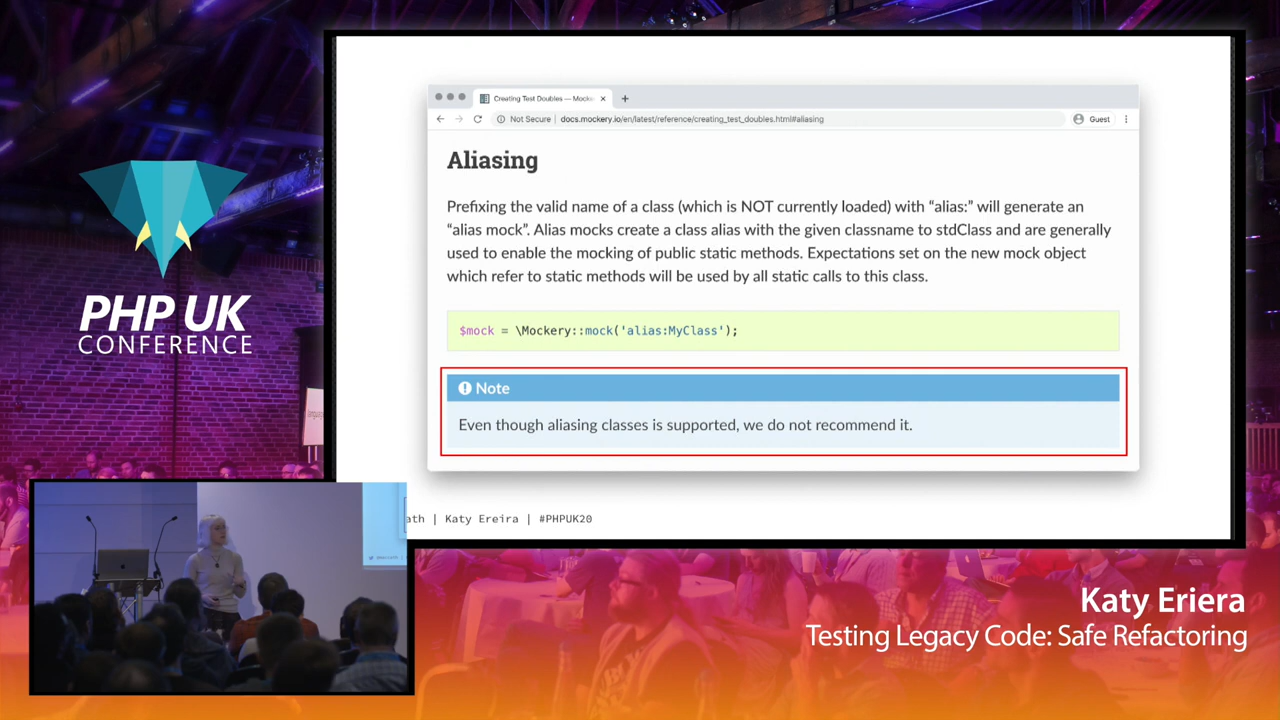 Creating Test Doubles — Mocke
Not Secure | docs.mockery.io/en/latest/reference/creating_test_doubles.html#aliasing
Guest
Aliasing
Prefixing the valid name of a class (which is NOT currently loaded) with “alias:” will generate an
“alias mock”. Alias mocks create a class alias with the given classname to stdClass and are generally
used to enable the mocking of public static methods. Expectations set on the new mock object
which refer to static methods will be used by all static calls to this class.
$mock = \Mockery::mock('alias:MyClass');
Note
Even though aliasing classes is supported, we do not recommend it.
ath | Katy Ereira | #PHPUK20
PHP UK
CONFERENCE
Katy Eriera
Testing Legacy Code: Safe Refactoring